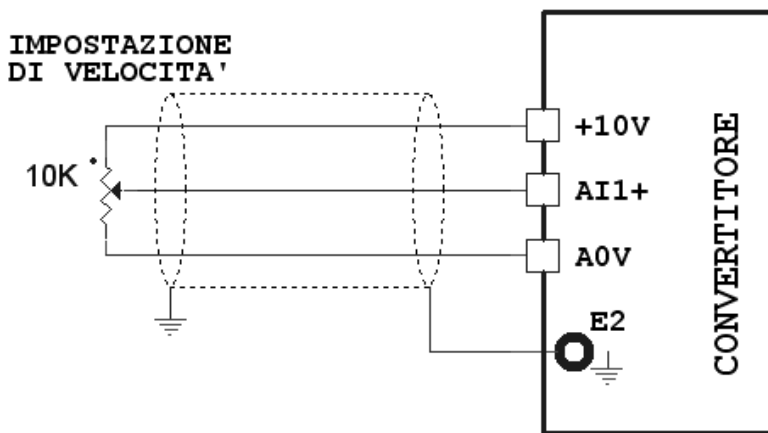 IMPOSTAZIONE
DI VELOCITA'
10K
+10V
AI1+
A0V
E2
CONVERTITORE